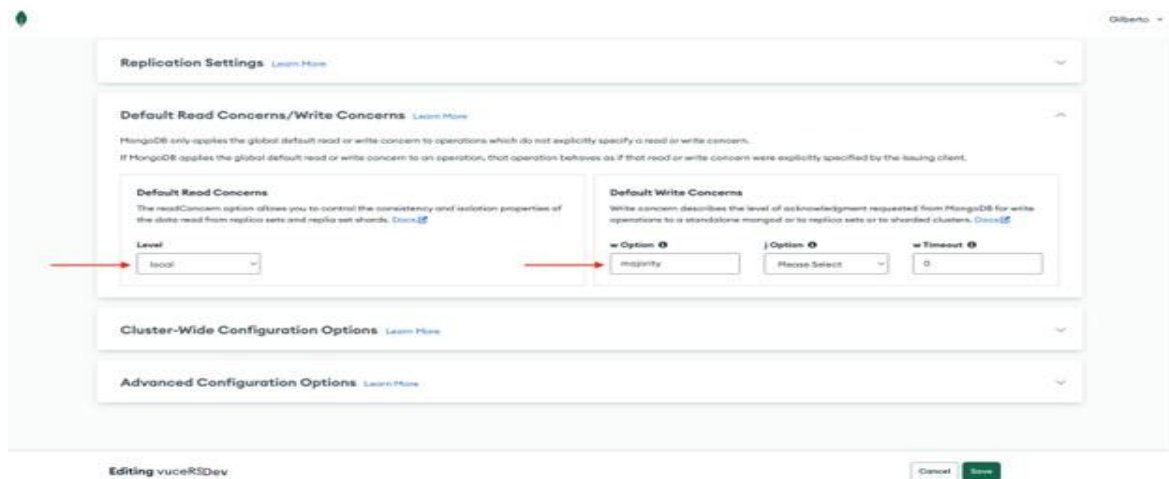 Gilberto
Replication Settings Learn More
Default Read Concerns/Write Concerns Learn More
MongoDB only applies the global default read or write concern to operations which do not explicitly specify a read or write concern.
If MongoDB applies the global default read or write concern to an operation, that operation behaves as if that read or write concern were explicitly specified by the issuing client.
Default Read Concerns
The readConcern option allows you to control the consistency and isolation properties of
the data read from replica sets and replia set shards. Docs
Level
local
Default Write Concerns
Write concern describes the level of acknowledgment requested from MongoDB for write
operations to a standalone mongod or to replica sets or to sharded clusters. Docs
w Option j Option w Timeout
majority Please Select 0
Cluster-Wide Configuration Options Learn More
Advanced Configuration Options Learn More
Editing vuceRSDev
Cancel Save